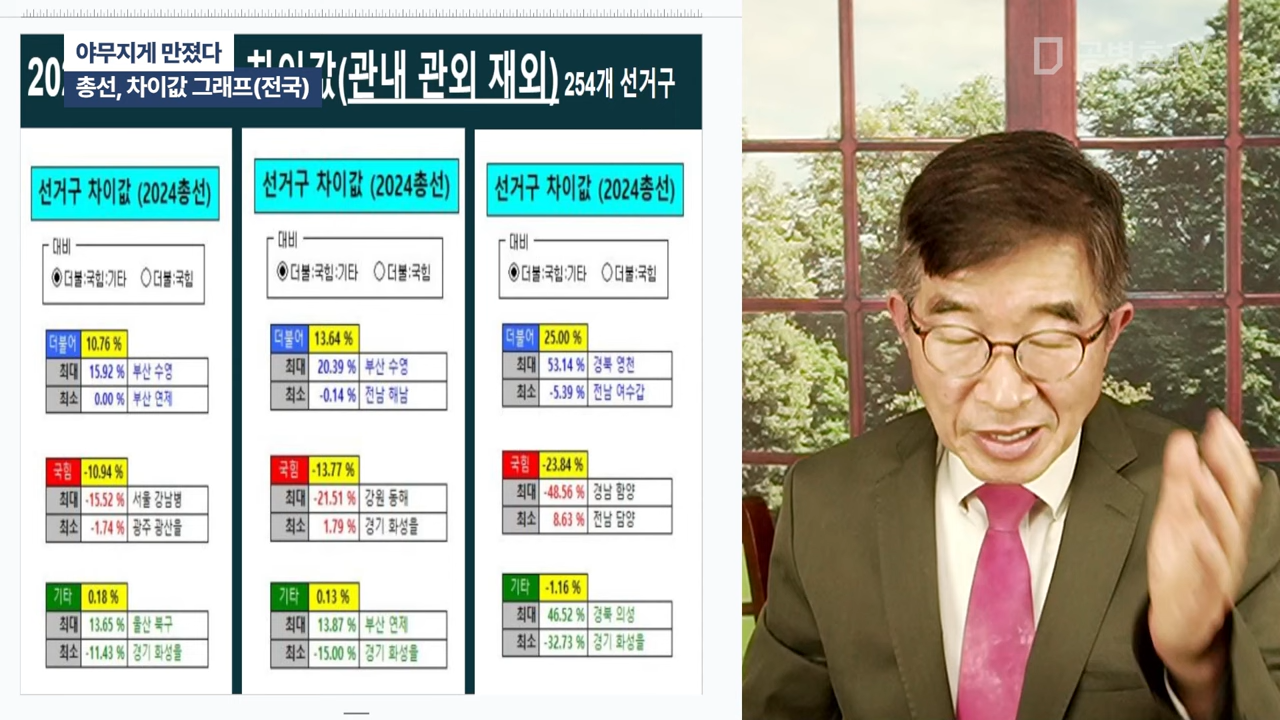 야무지게 만졌다
총선, 차이값 그래프(전국)
차이값(관내 관외 재외) 254개 선거구
선거구 차이값 (2024총선)
대비
더불:국힘:기타 더불:국힘
더불어 10.76 %
최대 15.92 % 부산 수영
최소 0.00 % 부산 연제
국힘 -10.94 %
최대 -15.52 % 서울 강남병
최소 -1.74 % 광주 광산을
기타 0.18 %
최대 13.65 % 울산 북구
최소 -11.43 % 경기 화성을
선거구 차이값 (2024총선)
대비
더불:국힘:기타 더불:국힘
더불어 13.64 %
최대 20.39 % 부산 수영
최소 -0.14 % 전남 해남
국힘 -13.77 %
최대 -21.51 % 강원 동해
최소 1.79 % 경기 화성을
기타 0.13 %
최대 13.87 % 부산 연제
최소 -15.00 % 경기 화성을
선거구 차이값 (2024총선)
대비
더불:국힘:기타 더불:국힘
더불어 25.00 %
최대 53.14 % 경북 영천
최소 -5.39 % 전남 여수갑
국힘 -23.84 %
최대 -48.56 % 경남 함양
최소 8.63 % 전남 담양
기타 -1.16 %
최대 46.52 % 경북 의성
최소 -32.73 % 경기 화성을
공병호TV